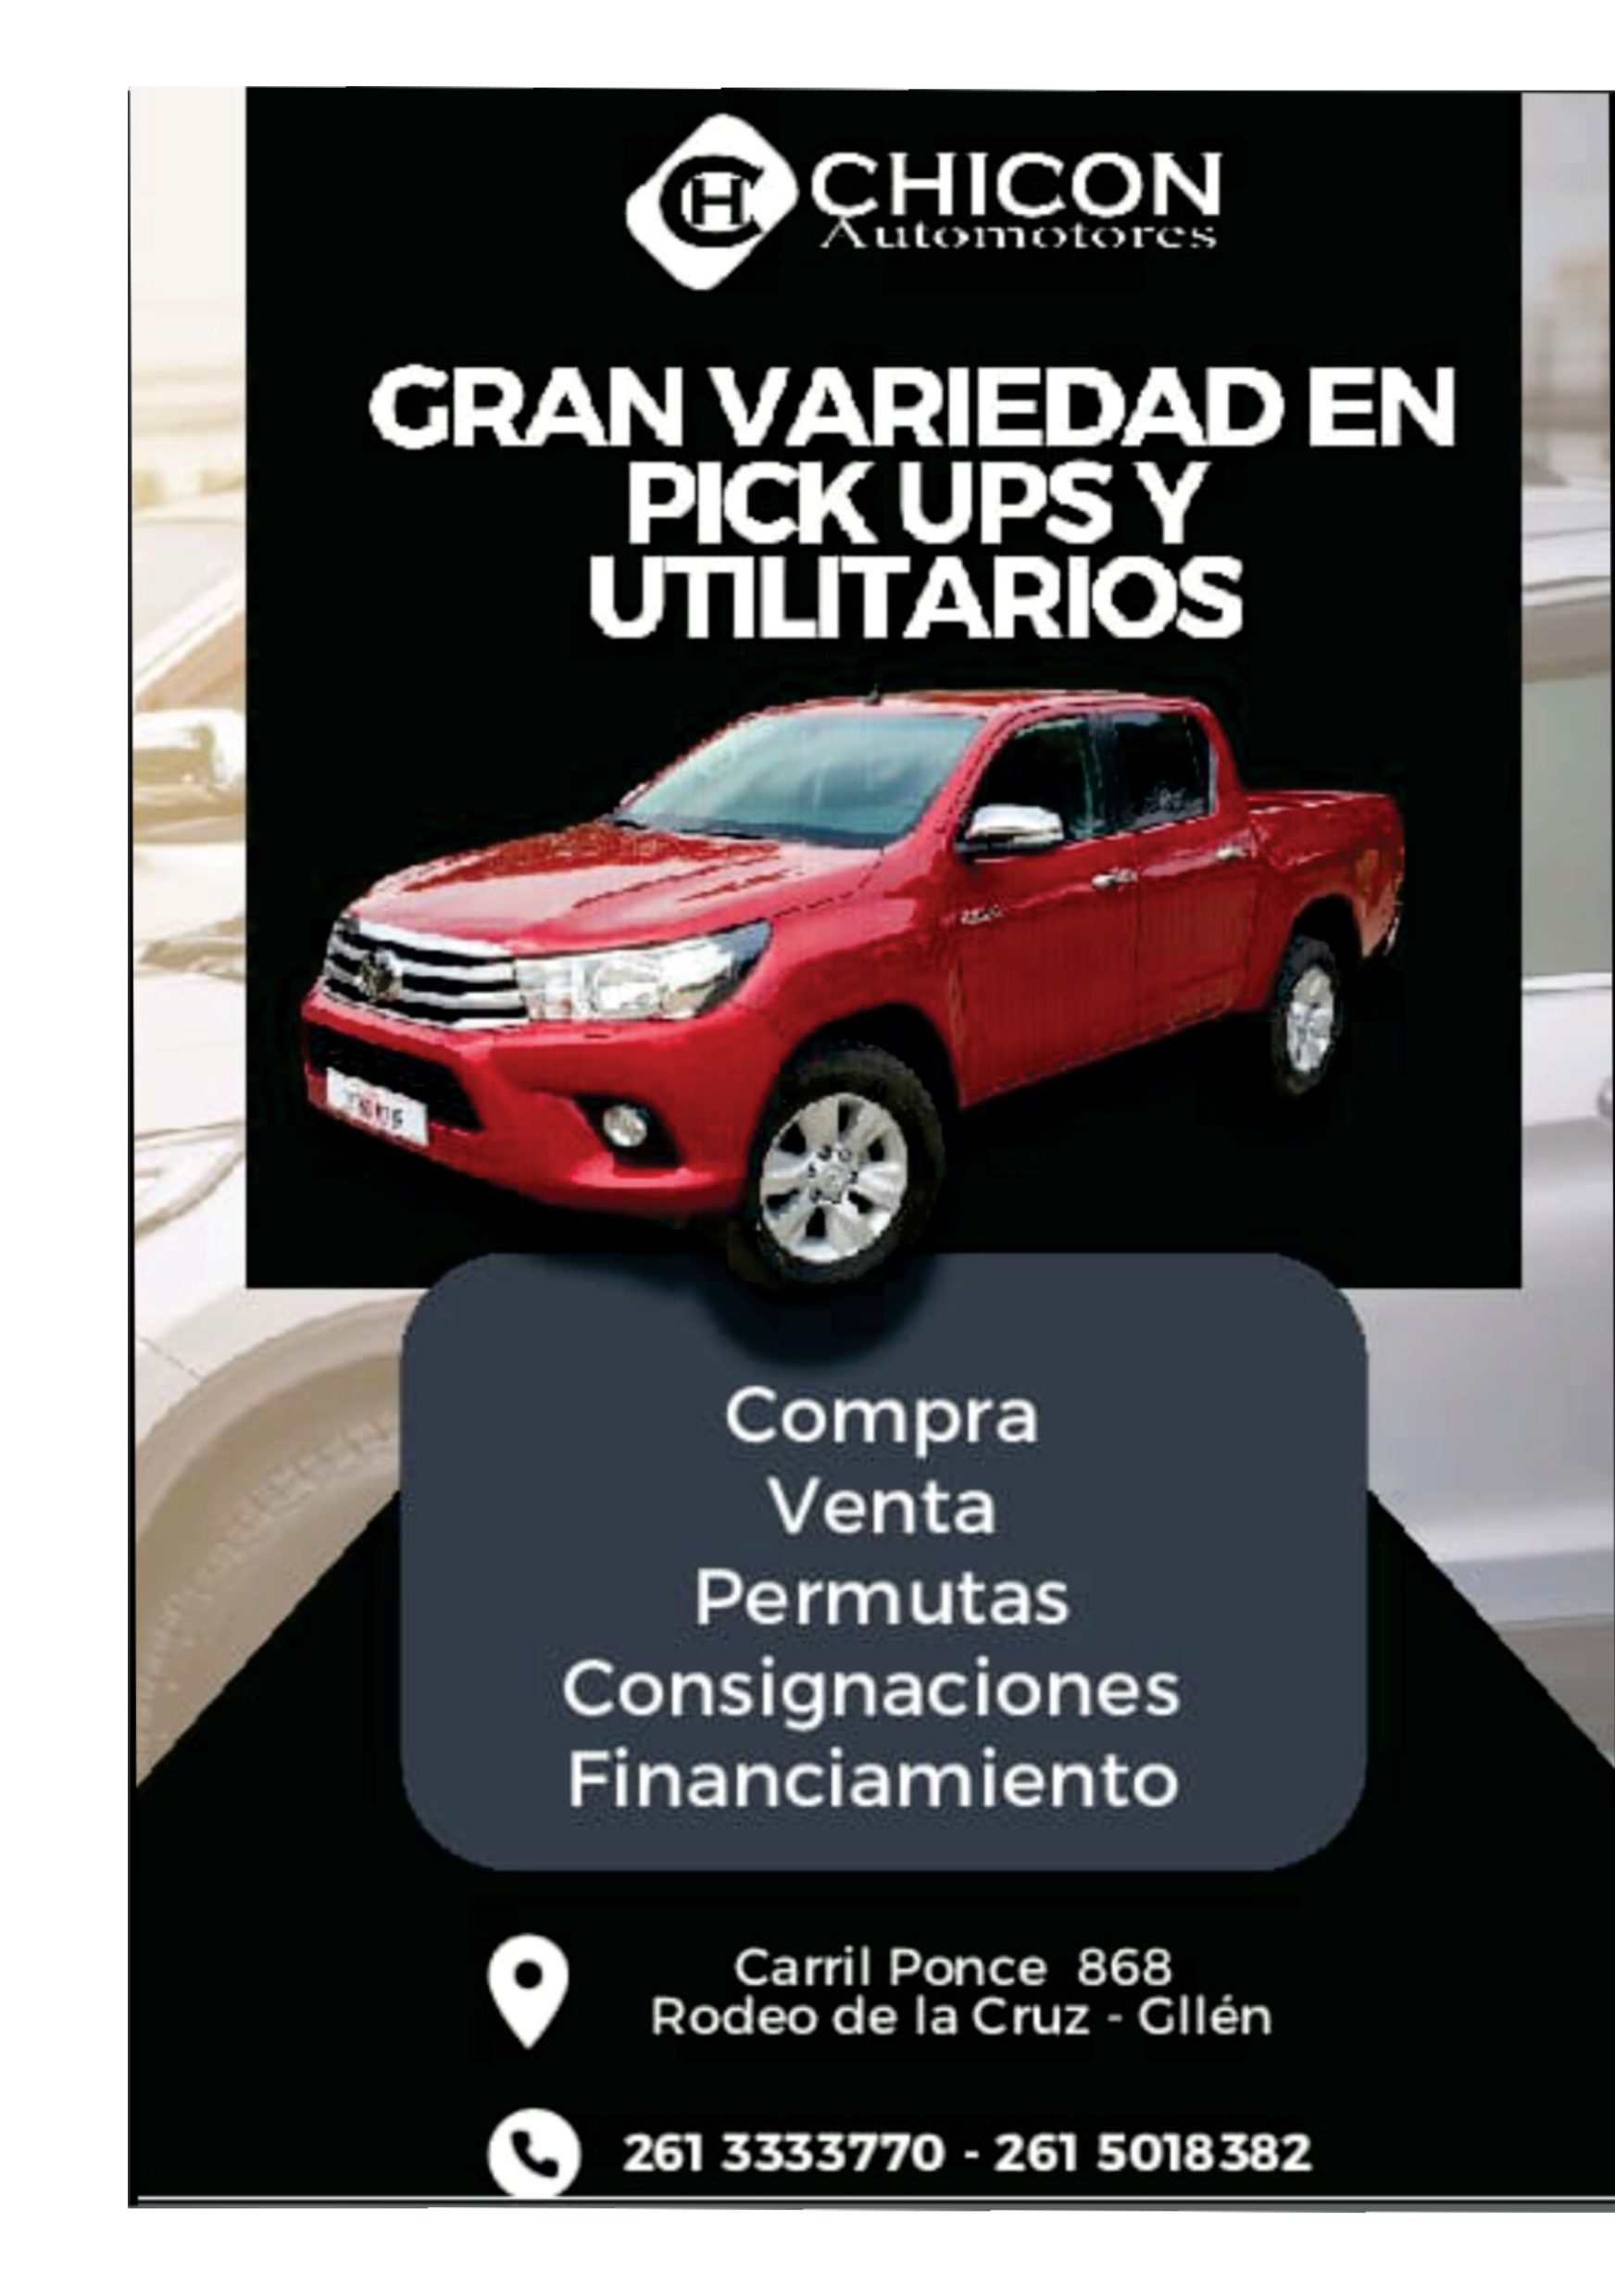 CH
CHICON
Automotores
GRAN VARIEDAD EN
PICK UPS Y
UTILITARIOS
Compra
Venta
Permutas
Consignaciones
Financiamiento
Carril Ponce 868
Rodeo de la Cruz - Gllén
261 3333770 - 261 5018382